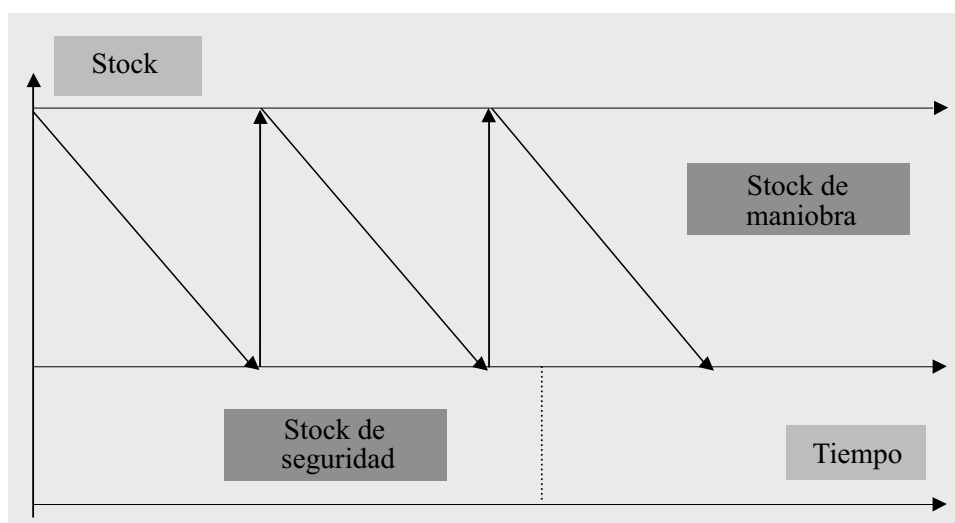 Stock
Stock de
maniobra
Stock de
seguridad
Tiempo